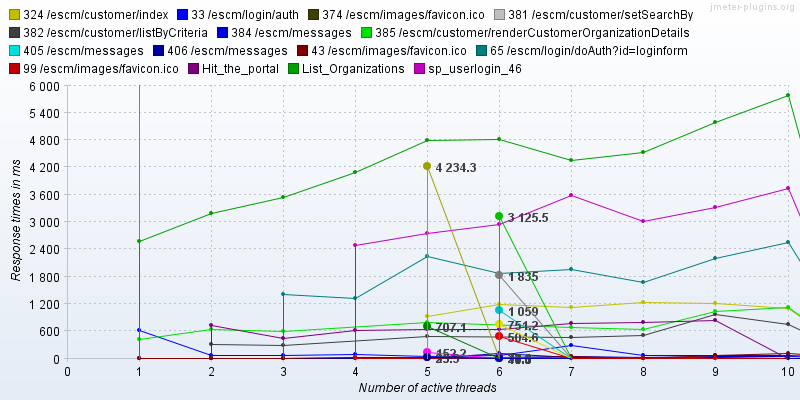 jmeter-plugins.org
324 /escm/customer/index 33 /escm/login/auth 374 /escm/images/favicon.ico 381 /escm/customer/setSearchBy
382 /escm/customer/listByCriteria 384 /escm/messages 385 /escm/customer/renderCustomerOrganizationDetails
405 /escm/messages 406 /escm/messages 43 /escm/images/favicon.ico 65 /escm/login/doAuth?id=loginform
99 /escm/images/favicon.ico Hit_the_portal List_Organizations sp_userlogin_46
6 000
5 400
4 800
4 200
3 600
3 000
2 400
1 800
1 200
600
0
Response times in ms
4 234.3
3 125.5
1 835
1 059
754.2
707.1
504.6
0 1 2 3 4 5 6 7 8 9 10
Number of active threads